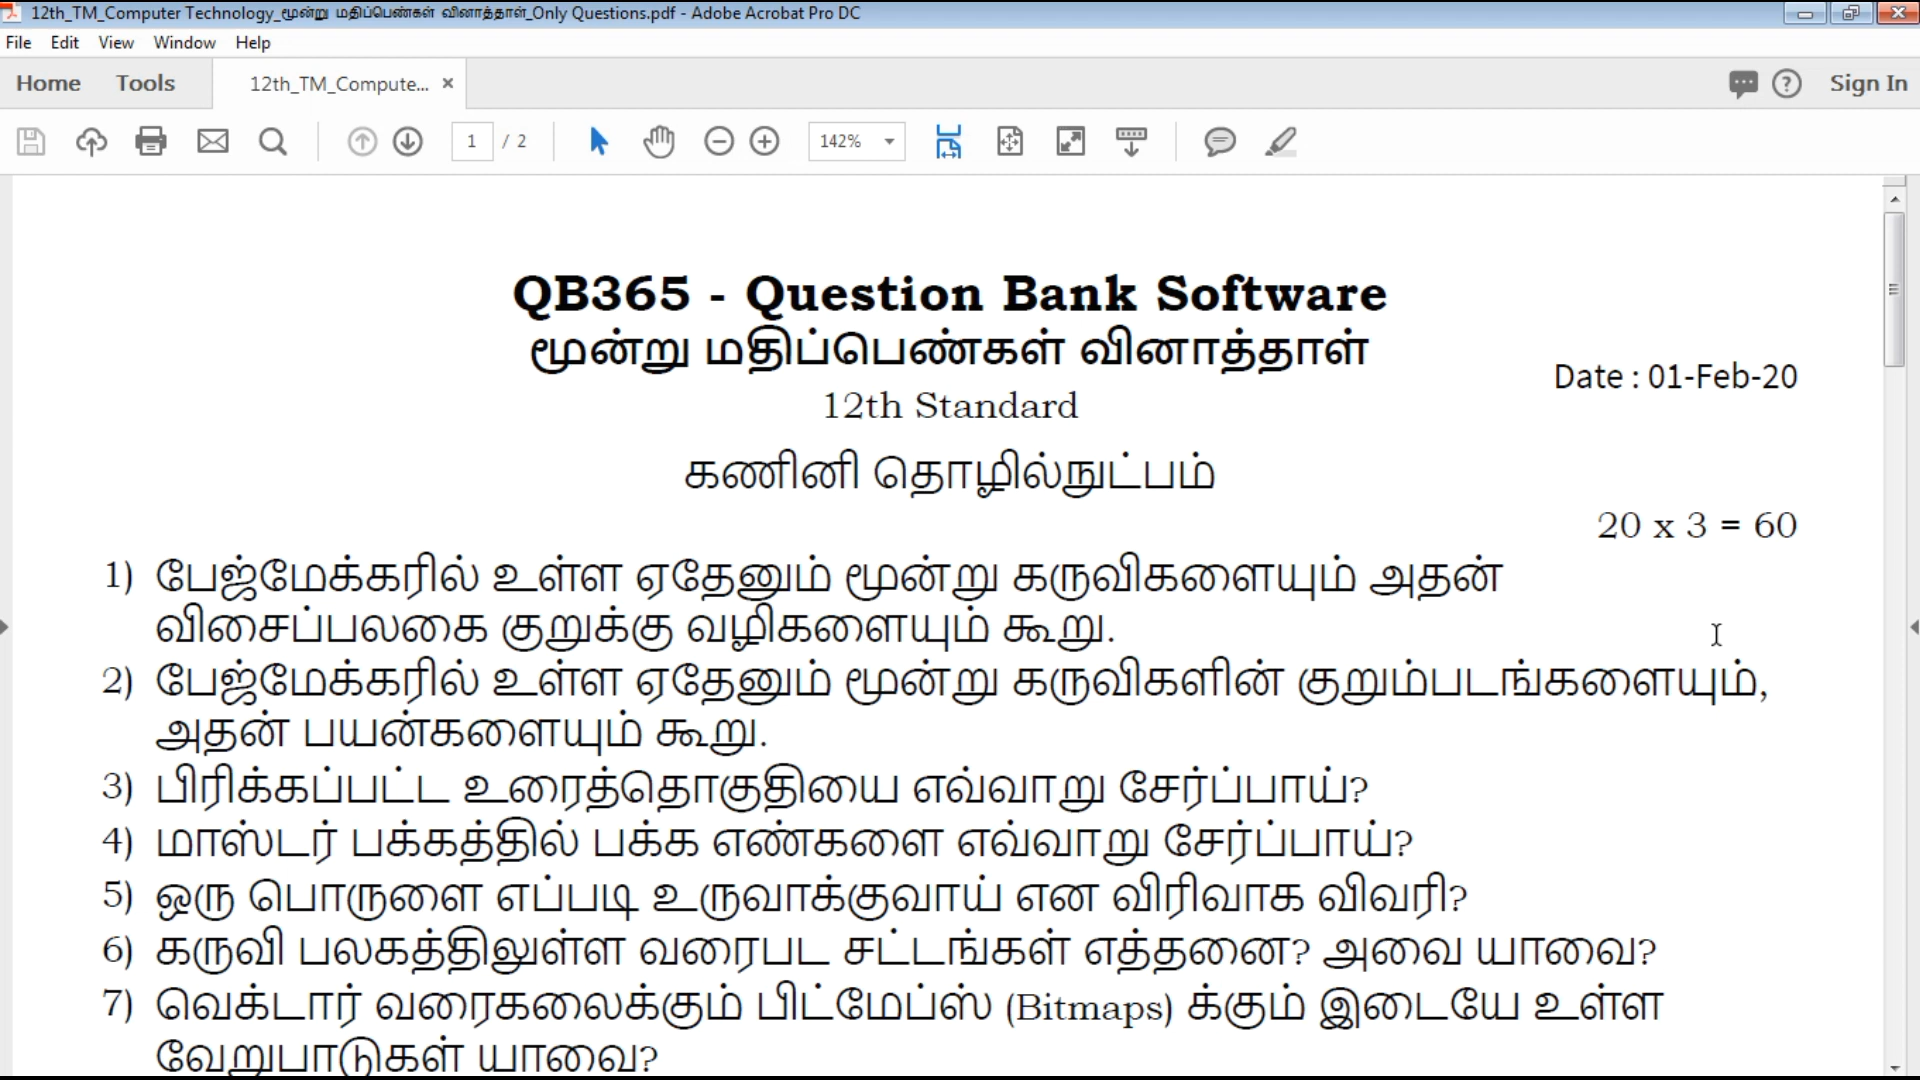 12th_TM_Computer Technology_மூன்று மதிப்பெண்கள் வினாத்தாள்_Only Questions.pdf - Adobe Acrobat Pro DC
File Edit View Window Help
Home Tools 12th_TM_Compute... × Sign In
1 / 2 142%
QB365 - Question Bank Software
மூன்று மதிப்பெண்கள் வினாத்தாள்
Date : 01-Feb-20
12th Standard
கணினி தொழில்நுட்பம்
20 x 3 = 60
1) பேஜ்மேக்கரில் உள்ள ஏதேனும் மூன்று கருவிகளையும் அதன்
விசைப்பலகை குறுக்கு வழிகளையும் கூறு.
2) பேஜ்மேக்கரில் உள்ள ஏதேனும் மூன்று கருவிகளின் குறும்படங்களையும்,
அதன் பயன்களையும் கூறு.
3) பிரிக்கப்பட்ட உரைத்தொகுதியை எவ்வாறு சேர்ப்பாய்?
4) மாஸ்டர் பக்கத்தில் பக்க எண்களை எவ்வாறு சேர்ப்பாய்?
5) ஒரு பொருளை எப்படி உருவாக்குவாய் என விரிவாக விவரி?
6) கருவி பலகத்திலுள்ள வரைபட சட்டங்கள் எத்தனை? அவை யாவை?
7) வெக்டார் வரைகலைக்கும் பிட்மேப்ஸ் (Bitmaps) க்கும் இடையே உள்ள
வேறுபாடுகள் யாவை?